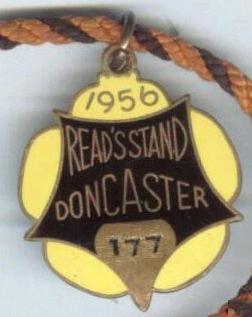 1956
READ'S STAND
DONCASTER
177